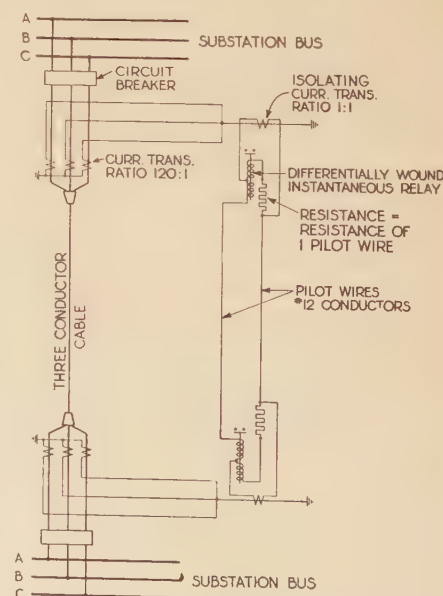 A
B
C
SUBSTATION BUS
CIRCUIT
BREAKER
ISOLATING
CURR. TRANS.
RATIO 1:1
CURR. TRANS.
RATIO 120:1
DIFFERENTIALLY WOUND
INSTANTANEOUS RELAY
RESISTANCE =
RESISTANCE OF
1 PILOT WIRE
PILOT WIRES
#12 CONDUCTORS
THREE CONDUCTOR
CABLE
A
B
C
SUBSTATION BUS